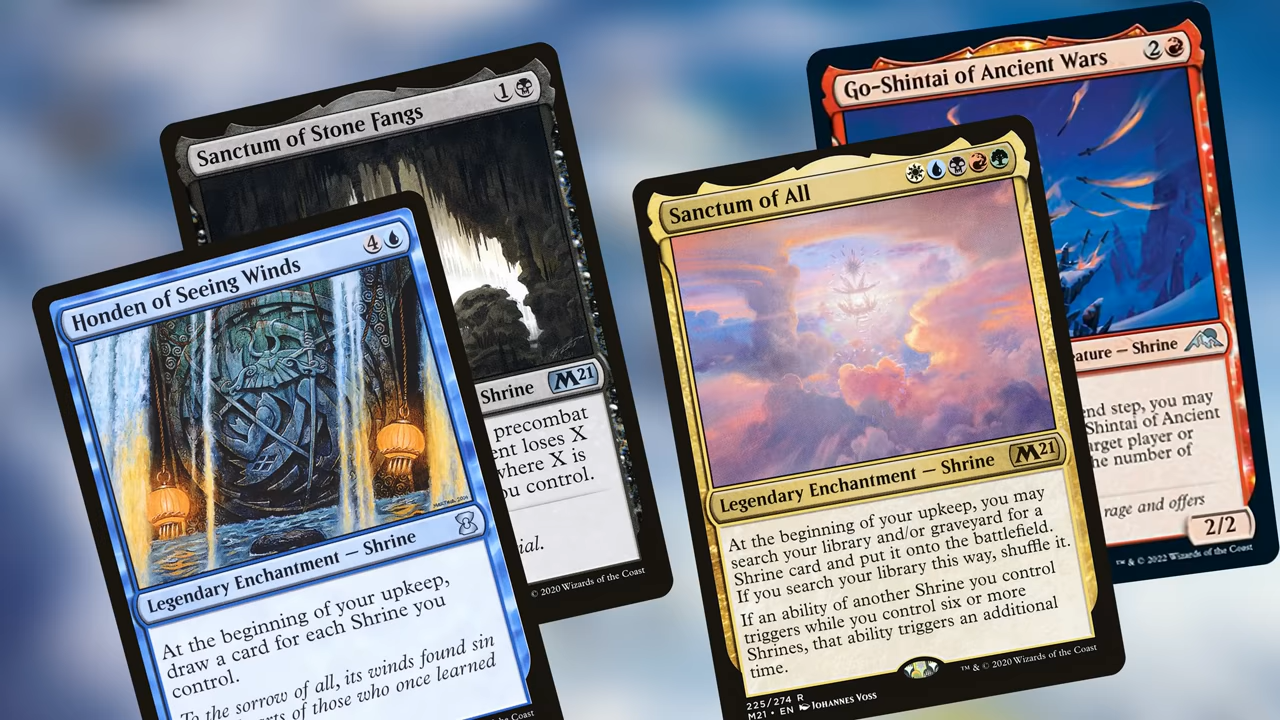 Honden of Seeing Winds
4
MARTINA 2004
Legendary Enchantment — Shrine
At the beginning of your upkeep,
draw a card for each Shrine you
control.
To the sorrow of all, its winds found sin
of those who once learned
of the Coast
Sanctum of Stone Fangs
1
Shrine
M21
precombat
ent loses X
where X is
ou control.
ial.
© 2020 Wizards of the Coast
Sanctum of All
Legendary Enchantment — Shrine
M21
At the beginning of your upkeep, you may
search your library and/or graveyard for a
Shrine card and put it onto the battlefield.
If you search your library this way, shuffle it.
If an ability of another Shrine you control
triggers while you control six or more
Shrines, that ability triggers an additional
time.
225/274 R
M21 • EN JOHANNES VOSS
™ & © 2020 Wizards of the Coast
Go-Shintai of Ancient Wars
2
eature — Shrine
end step, you may
Shintai of Ancient
arget player or
he number of
rage and offers
2/2
™ & © 2022 Wizards of the Coast